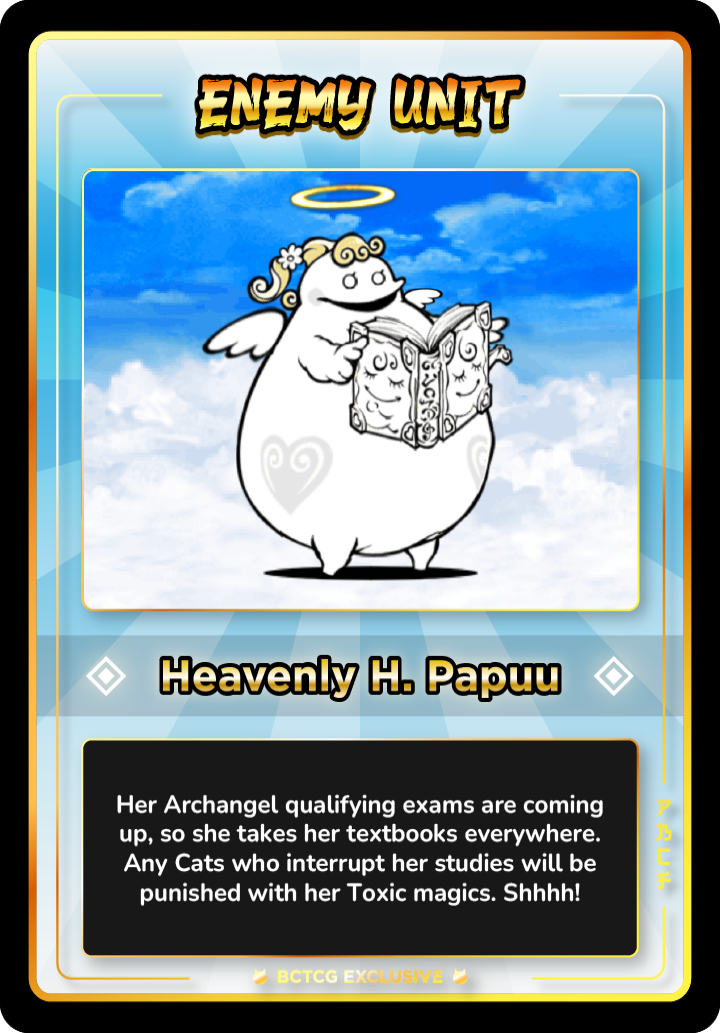 ENEMY UNIT
Heavenly H. Papuu
Her Archangel qualifying exams are coming
up, so she takes her textbooks everywhere.
Any Cats who interrupt her studies will be
punished with her Toxic magics. Shhhh!
BCTCG EXCLUSIVE